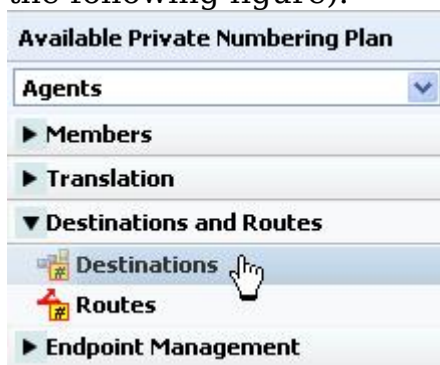 the following figure).
Available Private Numbering Plan
Agents
Members
Translation
Destinations and Routes
Destinations
Routes
Endpoint Management